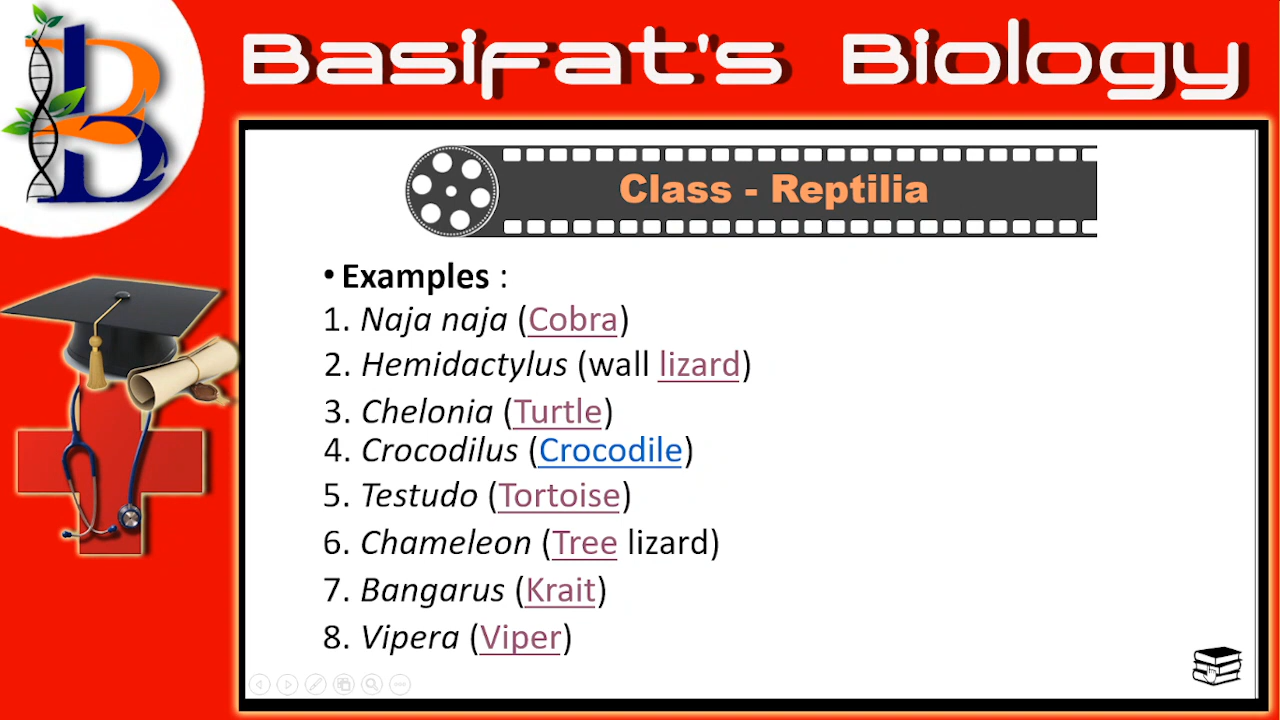 Basifat's Biology
Class - Reptilia
• Examples :
1. Naja naja (Cobra)
2. Hemidactylus (wall lizard)
3. Chelonia (Turtle)
4. Crocodilus (Crocodile)
5. Testudo (Tortoise)
6. Chameleon (Tree lizard)
7. Bangarus (Krait)
8. Vipera (Viper)